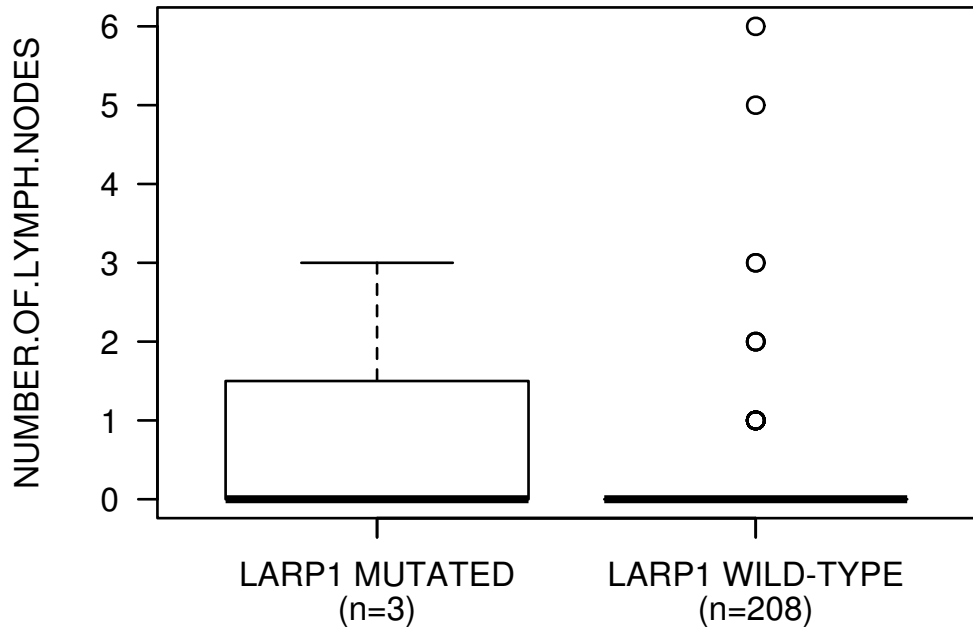 NUMBER.OF.LYMPH.NODES
6
5
4
3
2
1
0
LARP1 MUTATED
(n=3)
LARP1 WILD-TYPE
(n=208)